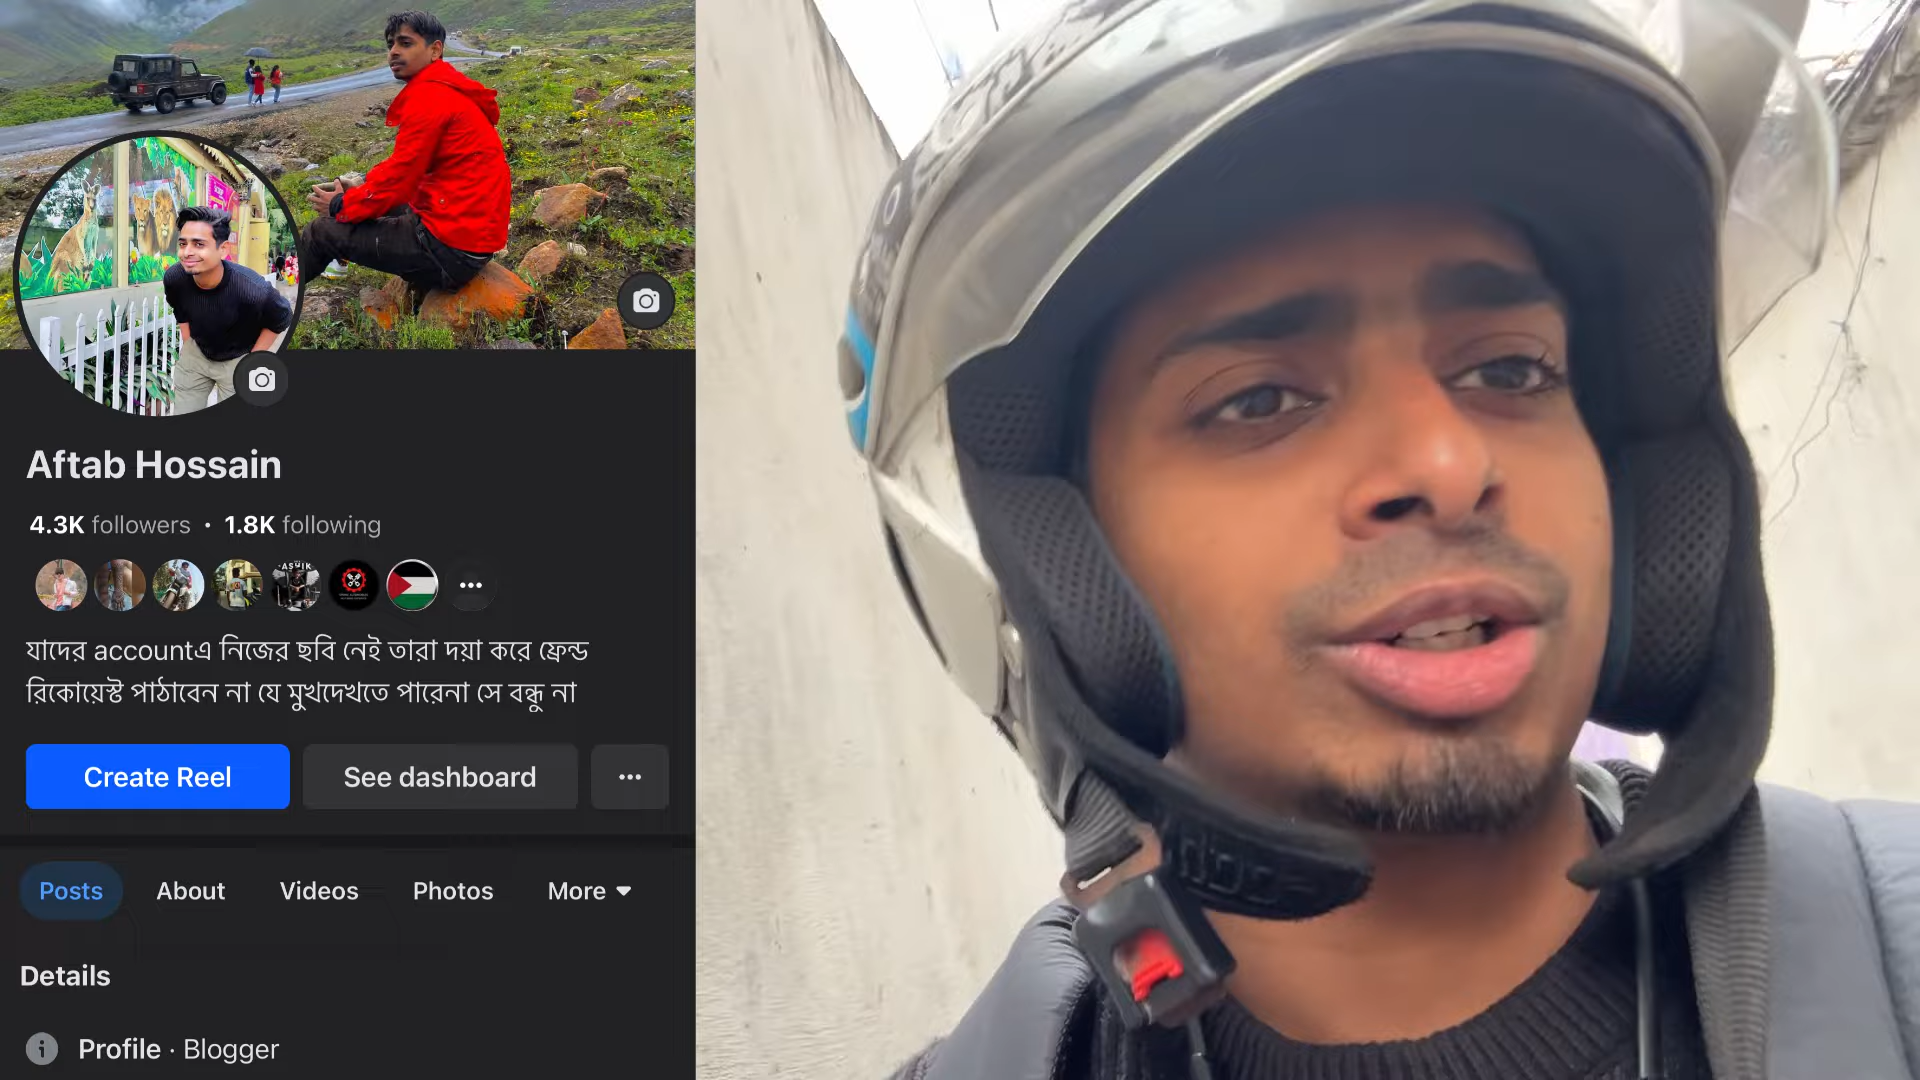 Aftab Hossain
4.3K followers · 1.8K following
ASHIK
যাদের accountএ নিজের ছবি নেই তারা দয়া করে ফ্রেন্ড
রিকোয়েস্ট পাঠাবেন না যে মুখদেখতে পারেনা সে বন্ধু না
Create Reel
See dashboard
Posts
About
Videos
Photos
More
Details
Profile · Blogger